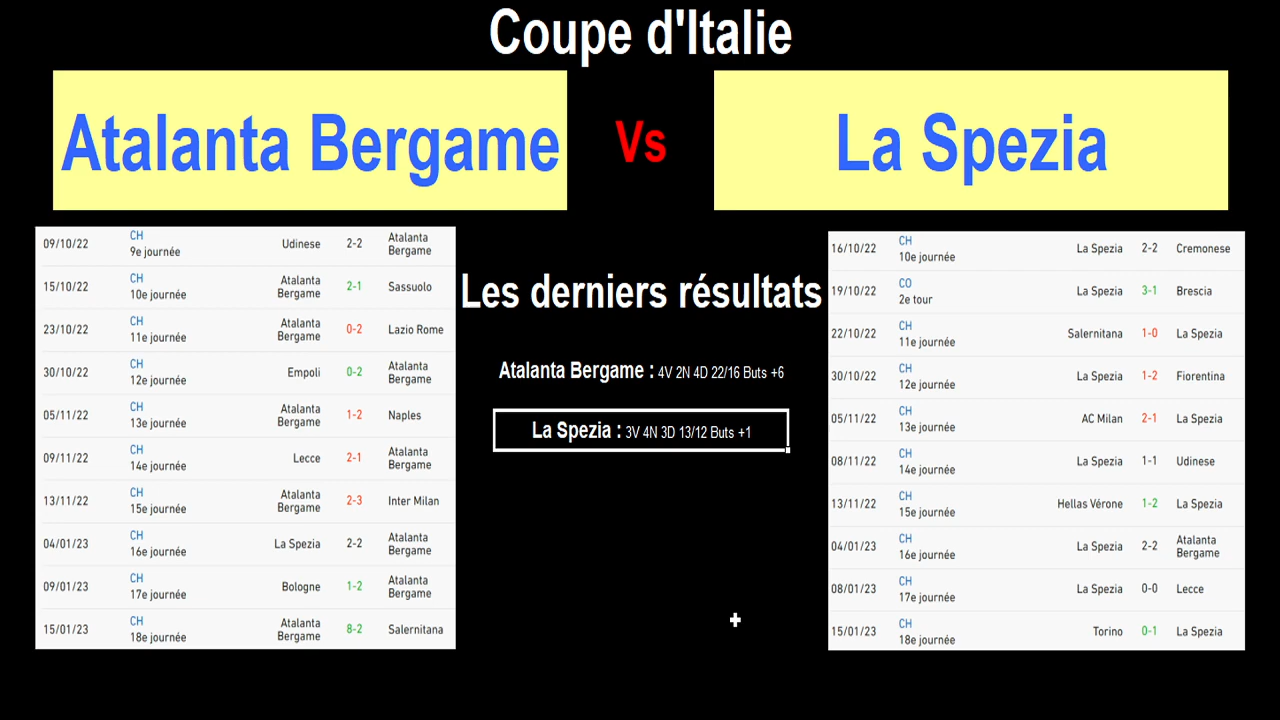 Coupe d'Italie
Atalanta Bergame
Vs
La Spezia
09/10/22 CH 9e journée Udinese 2-2 Atalanta Bergame
15/10/22 CH 10e journée Atalanta Bergame 2-1 Sassuolo
23/10/22 CH 11e journée Atalanta Bergame 0-2 Lazio Rome
30/10/22 CH 12e journée Empoli 0-2 Atalanta Bergame
05/11/22 CH 13e journée Atalanta Bergame 1-2 Naples
09/11/22 CH 14e journée Lecce 2-1 Atalanta Bergame
13/11/22 CH 15e journée Atalanta Bergame 2-3 Inter Milan
04/01/23 CH 16e journée La Spezia 2-2 Atalanta Bergame
09/01/23 CH 17e journée Bologne 1-2 Atalanta Bergame
15/01/23 CH 18e journée Atalanta Bergame 8-2 Salernitana
Les derniers résultats
Atalanta Bergame : 4V 2N 4D 22/16 Buts +6
La Spezia : 3V 4N 3D 13/12 Buts +1
16/10/22 CH 10e journée La Spezia 2-2 Cremonese
19/10/22 CO 2e tour La Spezia 3-1 Brescia
22/10/22 CH 11e journée Salernitana 1-0 La Spezia
30/10/22 CH 12e journée La Spezia 1-2 Fiorentina
05/11/22 CH 13e journée AC Milan 2-1 La Spezia
08/11/22 CH 14e journée La Spezia 1-1 Udinese
13/11/22 CH 15e journée Hellas Vérone 1-2 La Spezia
04/01/23 CH 16e journée La Spezia 2-2 Atalanta Bergame
08/01/23 CH 17e journée La Spezia 0-0 Lecce
15/01/23 CH 18e journée Torino 0-1 La Spezia